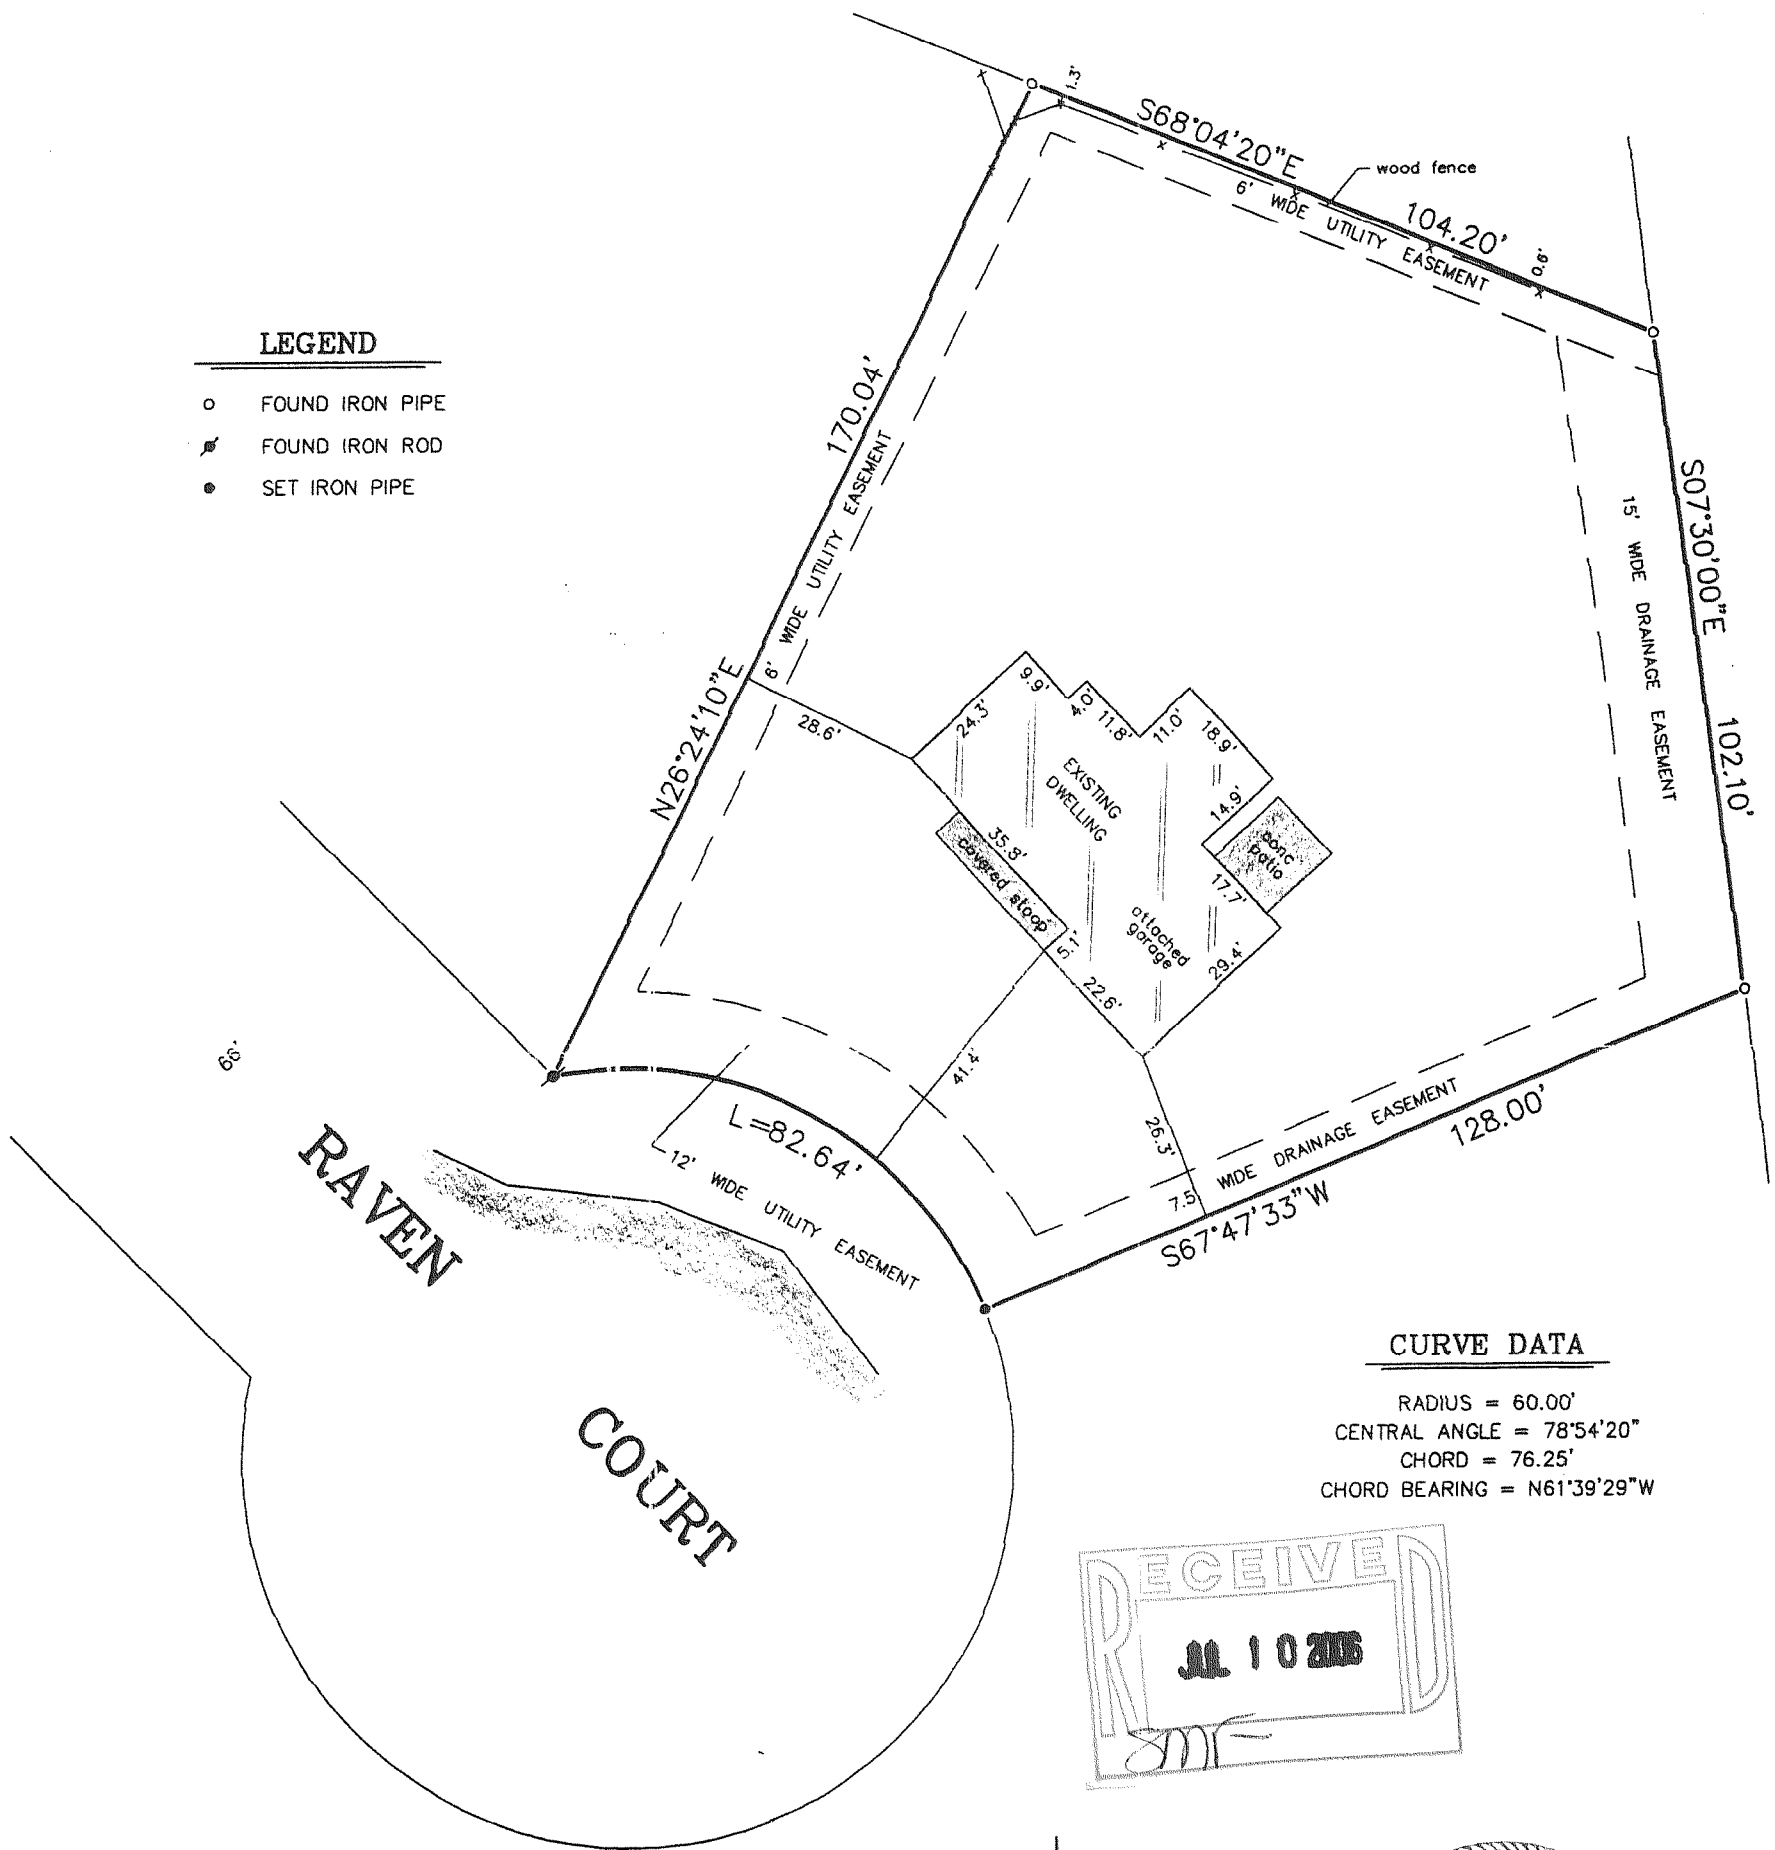 1.3'
S68°04'20"E
wood fence
6' WIDE UTILITY EASEMENT
104.20'
0.6'
LEGEND
FOUND IRON PIPE
FOUND IRON ROD
SET IRON PIPE
170.04'
N26°24'10"E
6' WIDE UTILITY EASEMENT
S07°30'00"E 102.10'
15' WIDE DRAINAGE EASEMENT
28.6'
24.3'
9.9'
4.0'
11.8'
11.0'
18.9'
14.9'
EXISTING
DWELLING
conc
patio
35.8'
covered stoop
17.7'
attached
garage
5.1'
22.6'
29.4'
41.4'
26.3'
7.5 WIDE DRAINAGE EASEMENT
128.00'
S67°47'33"W
66'
L=82.64'
12' WIDE UTILITY EASEMENT
RAVEN
COURT
CURVE DATA
RADIUS = 60.00'
CENTRAL ANGLE = 78°54'20"
CHORD = 76.25'
CHORD BEARING = N61°39'29"W
RECEIVED
JUL 10 2006